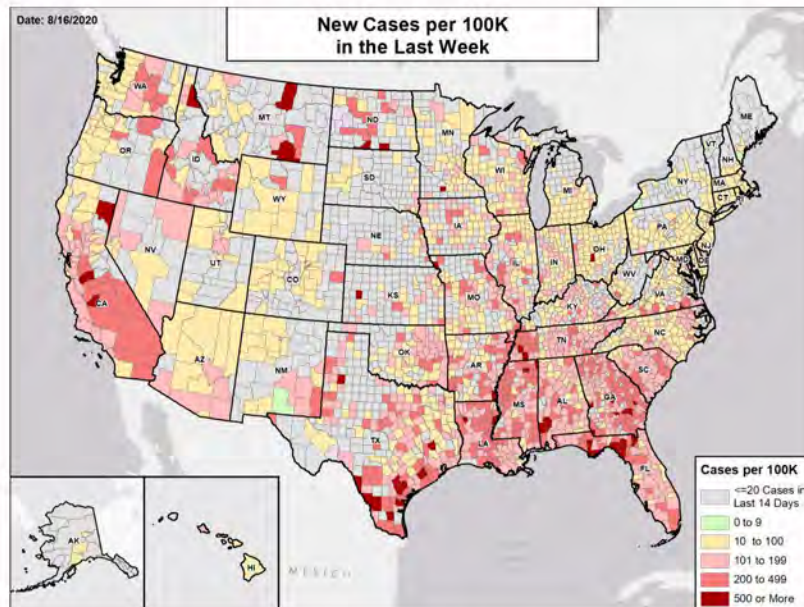 Date: 8/16/2020
New Cases per 100K
in the Last Week
WA
MT
ND
MN
ME
OR
ID
SD
WI
MI
VT
NH
NY
MA
CT
WY
IA
PA
NJ
NE
NV
UT
CO
IL
IN
OH
MD
DE
WV
VA
CA
KS
MO
KY
NC
AZ
NM
OK
AR
TN
SC
MS
AL
GA
TX
LA
FL
AK
HI
MEXICO
Cases per 100K
<=20 Cases in
Last 14 Days
0 to 9
10 to 100
101 to 199
200 to 499
500 or More